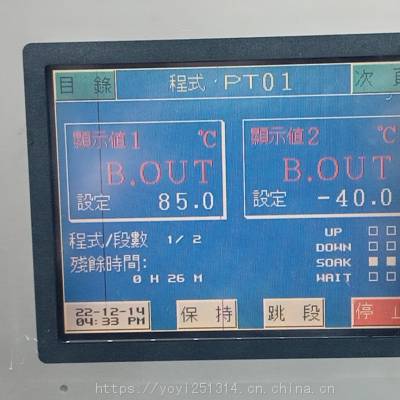 目錄 程式·PT01 次頁
顯示值1 ℃ 顯示值2 ℃
B.OUT B.OUT
設定 85.0 設定 -40.0
程式/段數 1/ 2 UP
DOWN
殘餘時間: SOAK
0 H 26 M WAIT
22-12-14
04:33 PM
保持 跳段 停止
https://yoyi251314.cn.china.cn